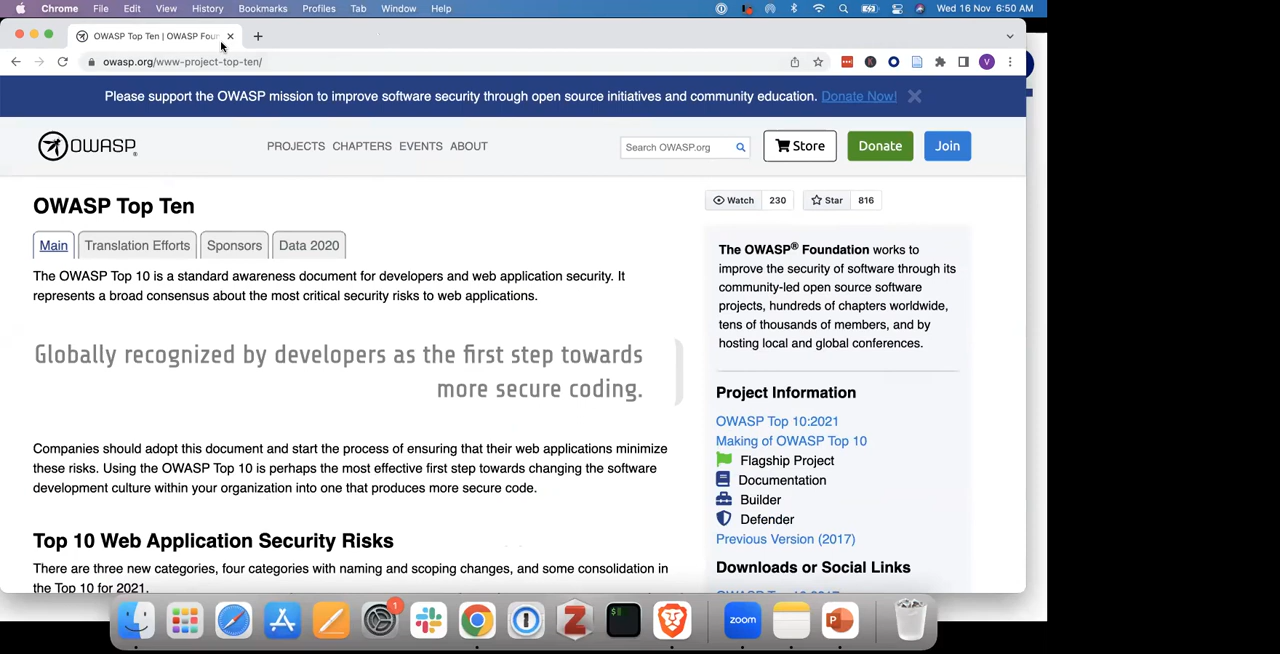 Chrome File Edit View History Bookmarks Profiles Tab Window Help Wed 16 Nov 6:50 AM
OWASP Top Ten | OWASP Foun
owasp.org/www-project-top-ten/
V
Please support the OWASP mission to improve software security through open source initiatives and community education. Donate Now!
OWASP
PROJECTS CHAPTERS EVENTS ABOUT
Search OWASP.org
Store
Donate
Join
OWASP Top Ten
Main Translation Efforts Sponsors Data 2020
The OWASP Top 10 is a standard awareness document for developers and web application security. It
represents a broad consensus about the most critical security risks to web applications.
Globally recognized by developers as the first step towards
more secure coding.
Companies should adopt this document and start the process of ensuring that their web applications minimize
these risks. Using the OWASP Top 10 is perhaps the most effective first step towards changing the software
development culture within your organization into one that produces more secure code.
Top 10 Web Application Security Risks
There are three new categories, four categories with naming and scoping changes, and some consolidation in
the Top 10 for 2021.
Watch 230 Star 816
The OWASP® Foundation works to
improve the security of software through its
community-led open source software
projects, hundreds of chapters worldwide,
tens of thousands of members, and by
hosting local and global conferences.
Project Information
OWASP Top 10:2021
Making of OWASP Top 10
Flagship Project
Documentation
Builder
Defender
Previous Version (2017)
Downloads or Social Links
1
Z
zoom
P